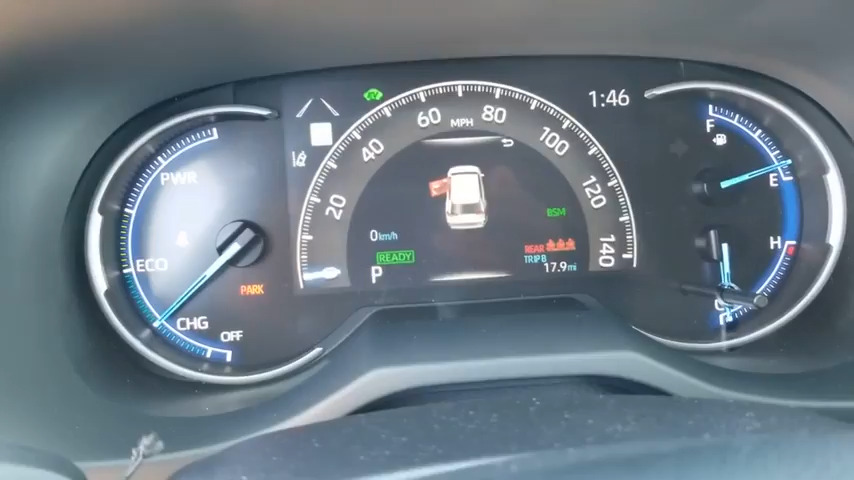 PWR
ECO
CHG
OFF
PARK
20
40
60
MPH
80
100
120
140
1:46
0km/h
READY
P
BSM
REAR
TRIP B
17.9mi
F
E
H